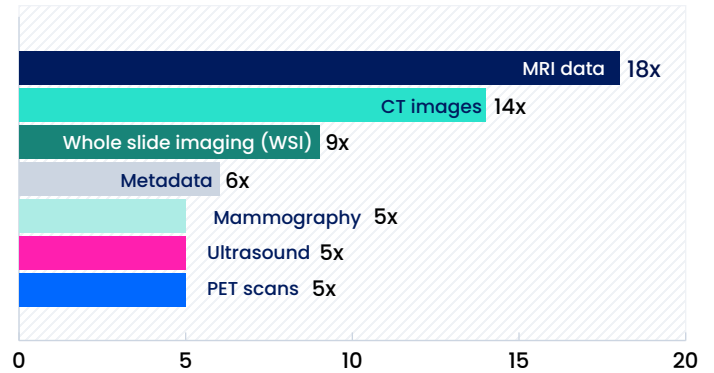 MRI data 18x
CT images 14x
Whole slide imaging (WSI) 9x
Metadata 6x
Mammography 5x
Ultrasound 5x
PET scans 5x
0 5 10 15 20